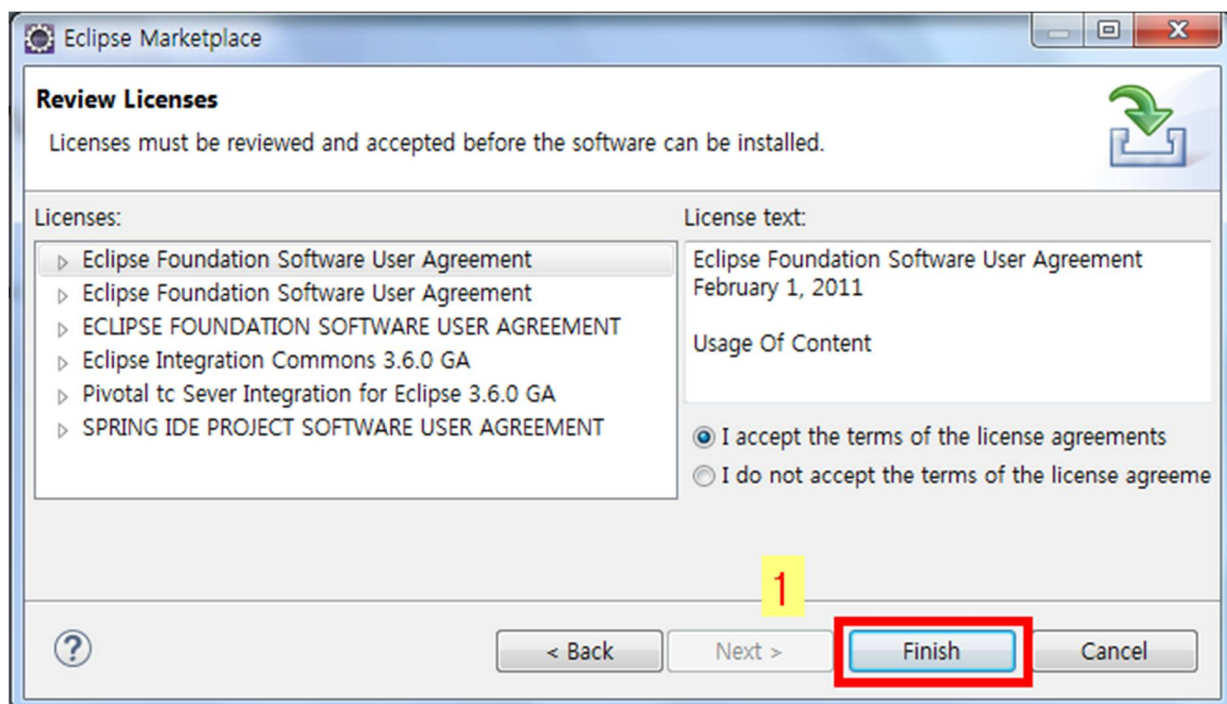 Eclipse Marketplace
Review Licenses
Licenses must be reviewed and accepted before the software can be installed.
Licenses:
Eclipse Foundation Software User Agreement
Eclipse Foundation Software User Agreement
ECLIPSE FOUNDATION SOFTWARE USER AGREEMENT
Eclipse Integration Commons 3.6.0 GA
Pivotal tc Sever Integration for Eclipse 3.6.0 GA
SPRING IDE PROJECT SOFTWARE USER AGREEMENT
License text:
Eclipse Foundation Software User Agreement
February 1, 2011
Usage Of Content
I accept the terms of the license agreements
I do not accept the terms of the license agreeme
1
? < Back Next > Finish Cancel